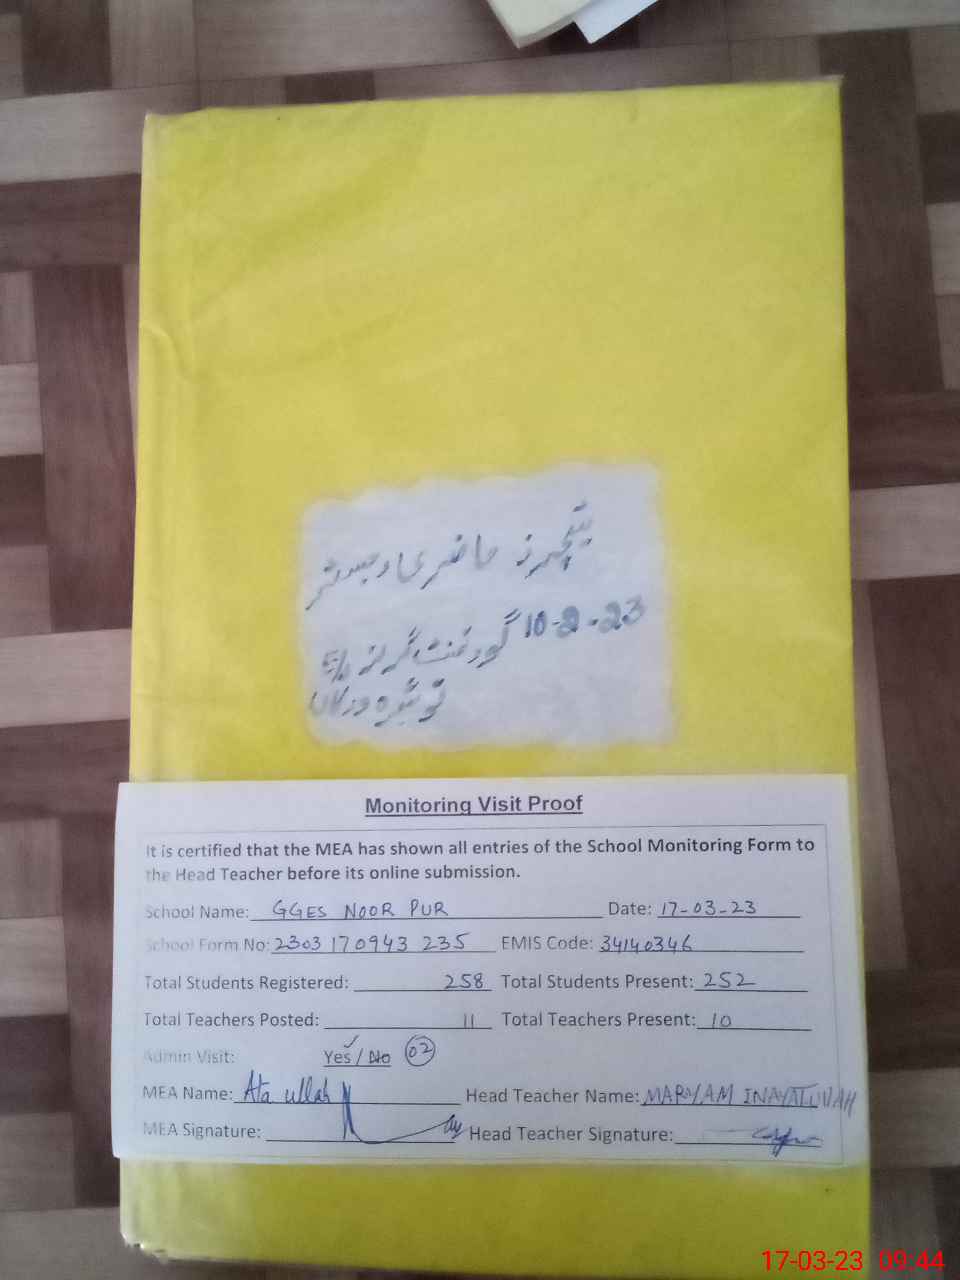 ٹیچرز حاضری رجسٹر
10-2-23 گورنمنٹ گرلز E/S
Monitoring Visit Proof
It is certified that the MEA has shown all entries of the School Monitoring Form to
the Head Teacher before its online submission.
School Name: GGES NOOR PUR Date: 17-03-23
School Form No: 2303 170943 235 EMIS Code: 34140346
Total Students Registered: 258 Total Students Present: 252
Total Teachers Posted: 11 Total Teachers Present: 10
Admin Visit: Yes / No 02
MEA Name: Ata ullah Head Teacher Name: MARYAM INAYATULLAH
MEA Signature: Head Teacher Signature:
17-03-23 09:44